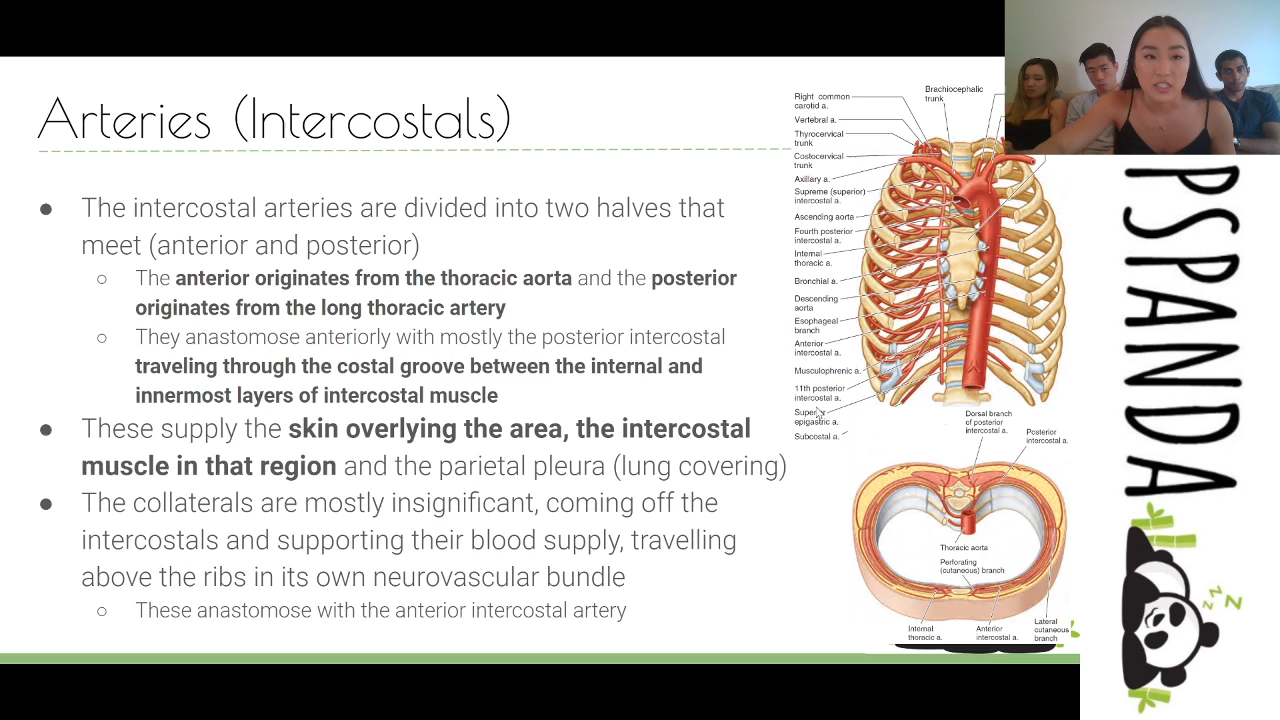 Arteries (Intercostals)
● The intercostal arteries are divided into two halves that
meet (anterior and posterior)
○ The anterior originates from the thoracic aorta and the posterior
originates from the long thoracic artery
○ They anastomose anteriorly with mostly the posterior intercostal
traveling through the costal groove between the internal and
innermost layers of intercostal muscle
● These supply the skin overlying the area, the intercostal
muscle in that region and the parietal pleura (lung covering)
● The collaterals are mostly insignificant, coming off the
intercostals and supporting their blood supply, travelling
above the ribs in its own neurovascular bundle
○ These anastomose with the anterior intercostal artery
Brachiocephalic
trunk
Right common
carotid a.
Vertebral a.
Thyrocervical
trunk
Costocervical
trunk
Axillary a.
Supreme (superior)
intercostal a.
Ascending aorta
Fourth posterior
intercostal a.
Internal
thoracic a.
Bronchial a.
Descending
aorta
Esophageal
branch
Anterior
intercostal a.
Musculophrenic a.
11th posterior
intercostal a.
Superior
epigastric a.
Subcostal a.
Dorsal branch
of posterior
intercostal a.
Posterior
intercostal a.
Thoracic aorta
Perforating
(cutaneous) branch
Internal
thoracic a.
Anterior
intercostal a.
Lateral
cutaneous
branch
PSPANDA
z z z